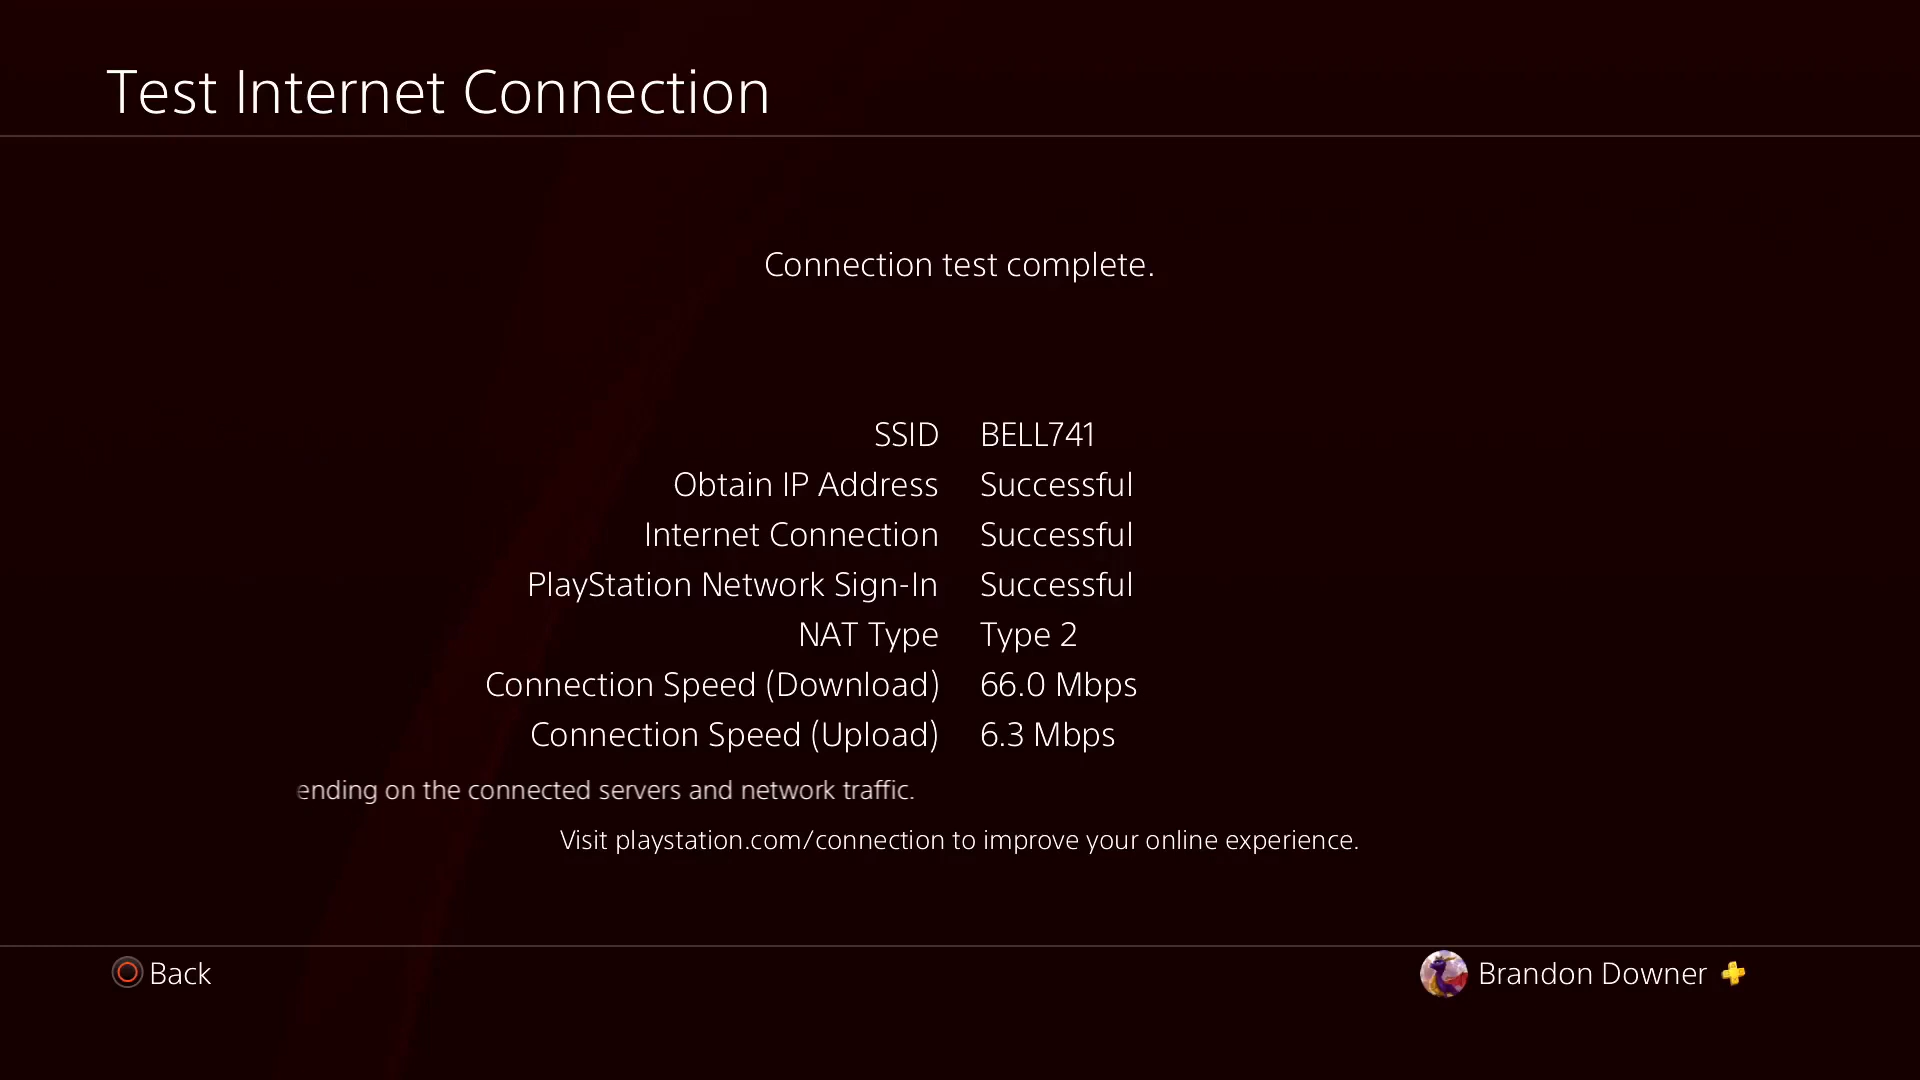 Test Internet Connection
Connection test complete.
SSID BELL741
Obtain IP Address Successful
Internet Connection Successful
PlayStation Network Sign-In Successful
NAT Type Type 2
Connection Speed (Download) 66.0 Mbps
Connection Speed (Upload) 6.3 Mbps
ending on the connected servers and network traffic.
Visit playstation.com/connection to improve your online experience.
Back
Brandon Downer